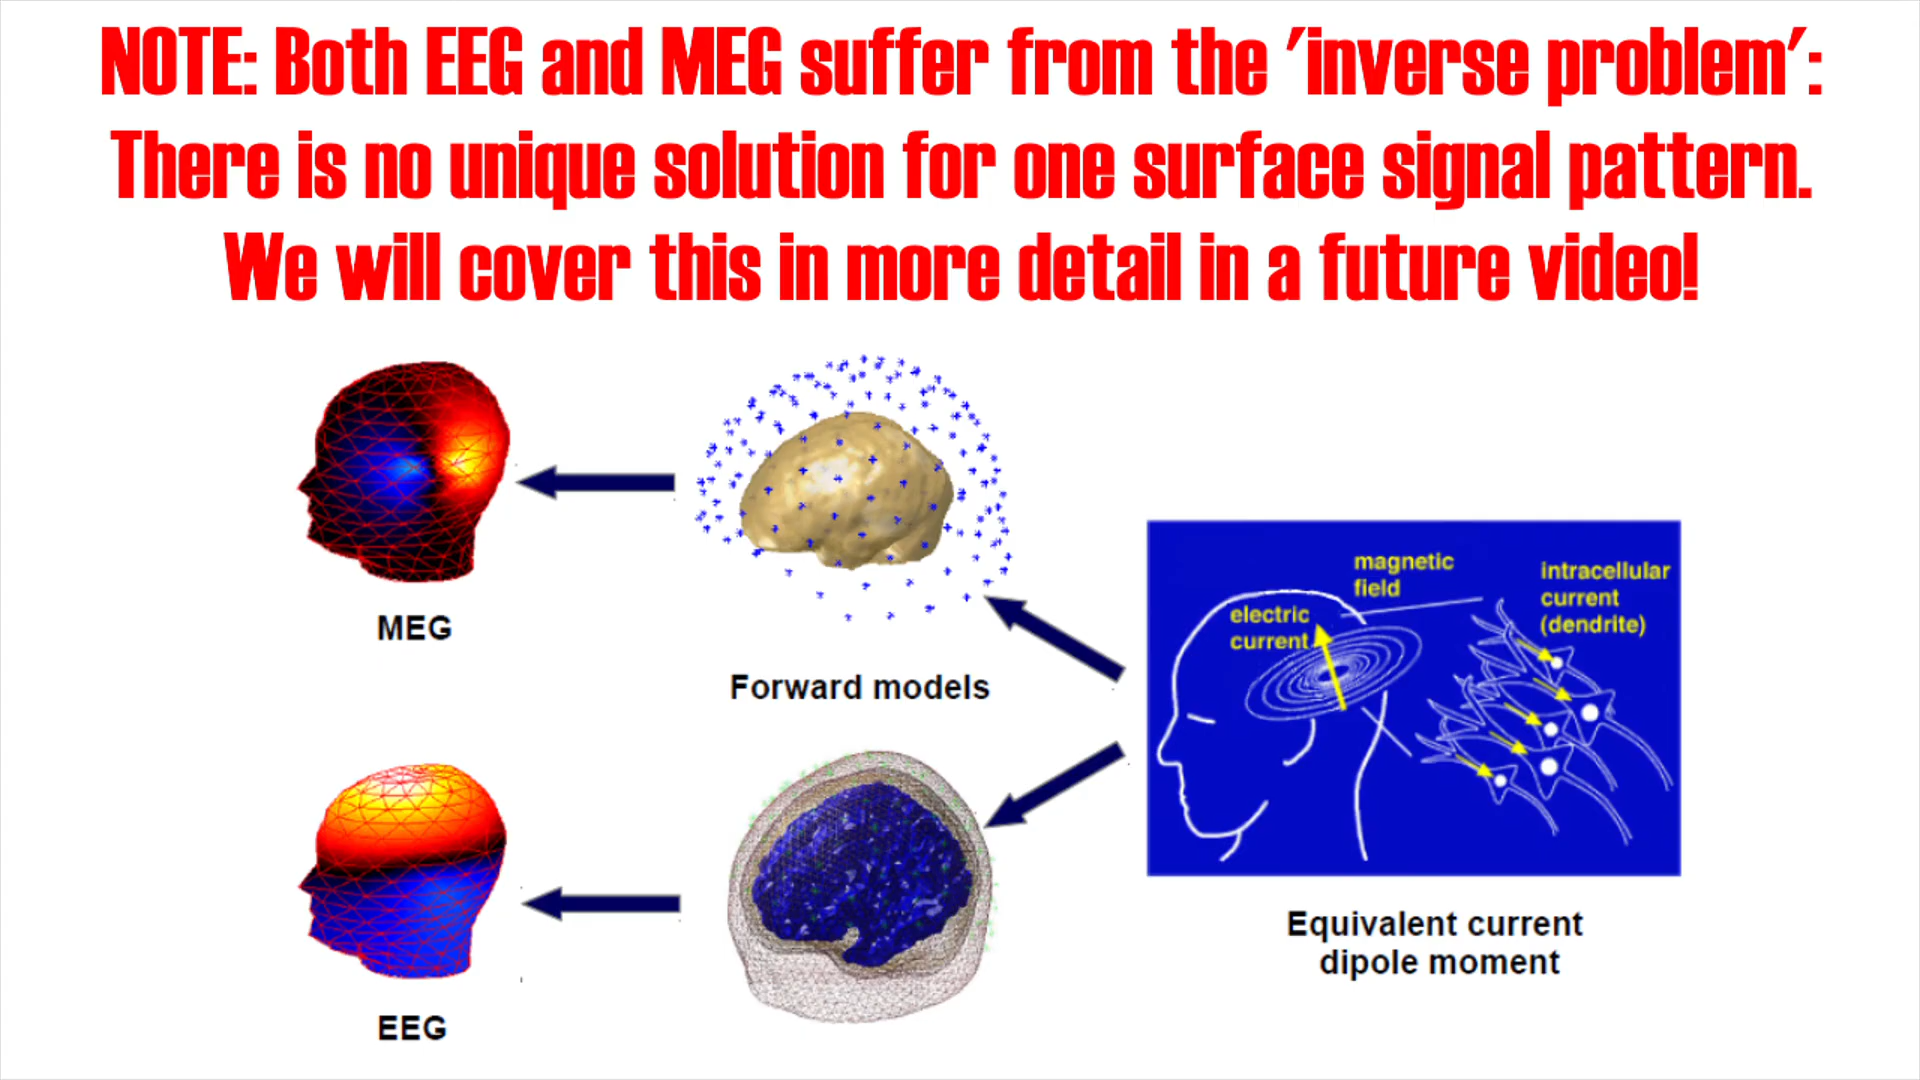 NOTE: Both EEG and MEG suffer from the 'inverse problem':
There is no unique solution for one surface signal pattern.
We will cover this in more detail in a future video!
MEG
Forward models
EEG
magnetic
field
electric
current
intracellular
current
(dendrite)
Equivalent current
dipole moment